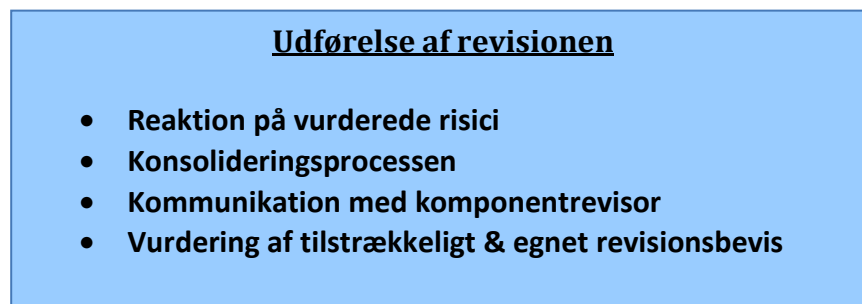 Udførelse af revisionen
• Reaktion på vurderede risici
• Konsolideringsprocessen
• Kommunikation med komponentrevisor
• Vurdering af tilstrækkeligt & egnet revisionsbevis